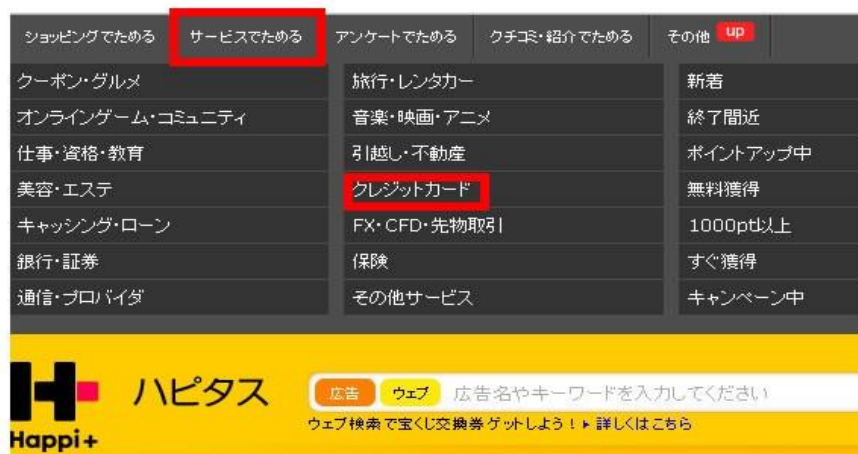 ショッピングでためる サービスでためる アンケートでためる クチコミ・紹介でためる その他 up
クーポン・グルメ 旅行・レンタカー 新着
オンラインゲーム・コミュニティ 音楽・映画・アニメ 終了間近
仕事・資格・教育 引越し・不動産 ポイントアップ中
美容・エステ クレジットカード 無料獲得
キャッシング・ローン FX・CFD・先物取引 1000pt以上
銀行・証券 保険 すぐ獲得
通信・プロバイダ その他サービス キャンペーン中
ハピタス 広告 ウェブ 広告名やキーワードを入力してください
Happi+ ウェブ検索で宝くじ交換券ゲットしよう！▶詳しくはこちら